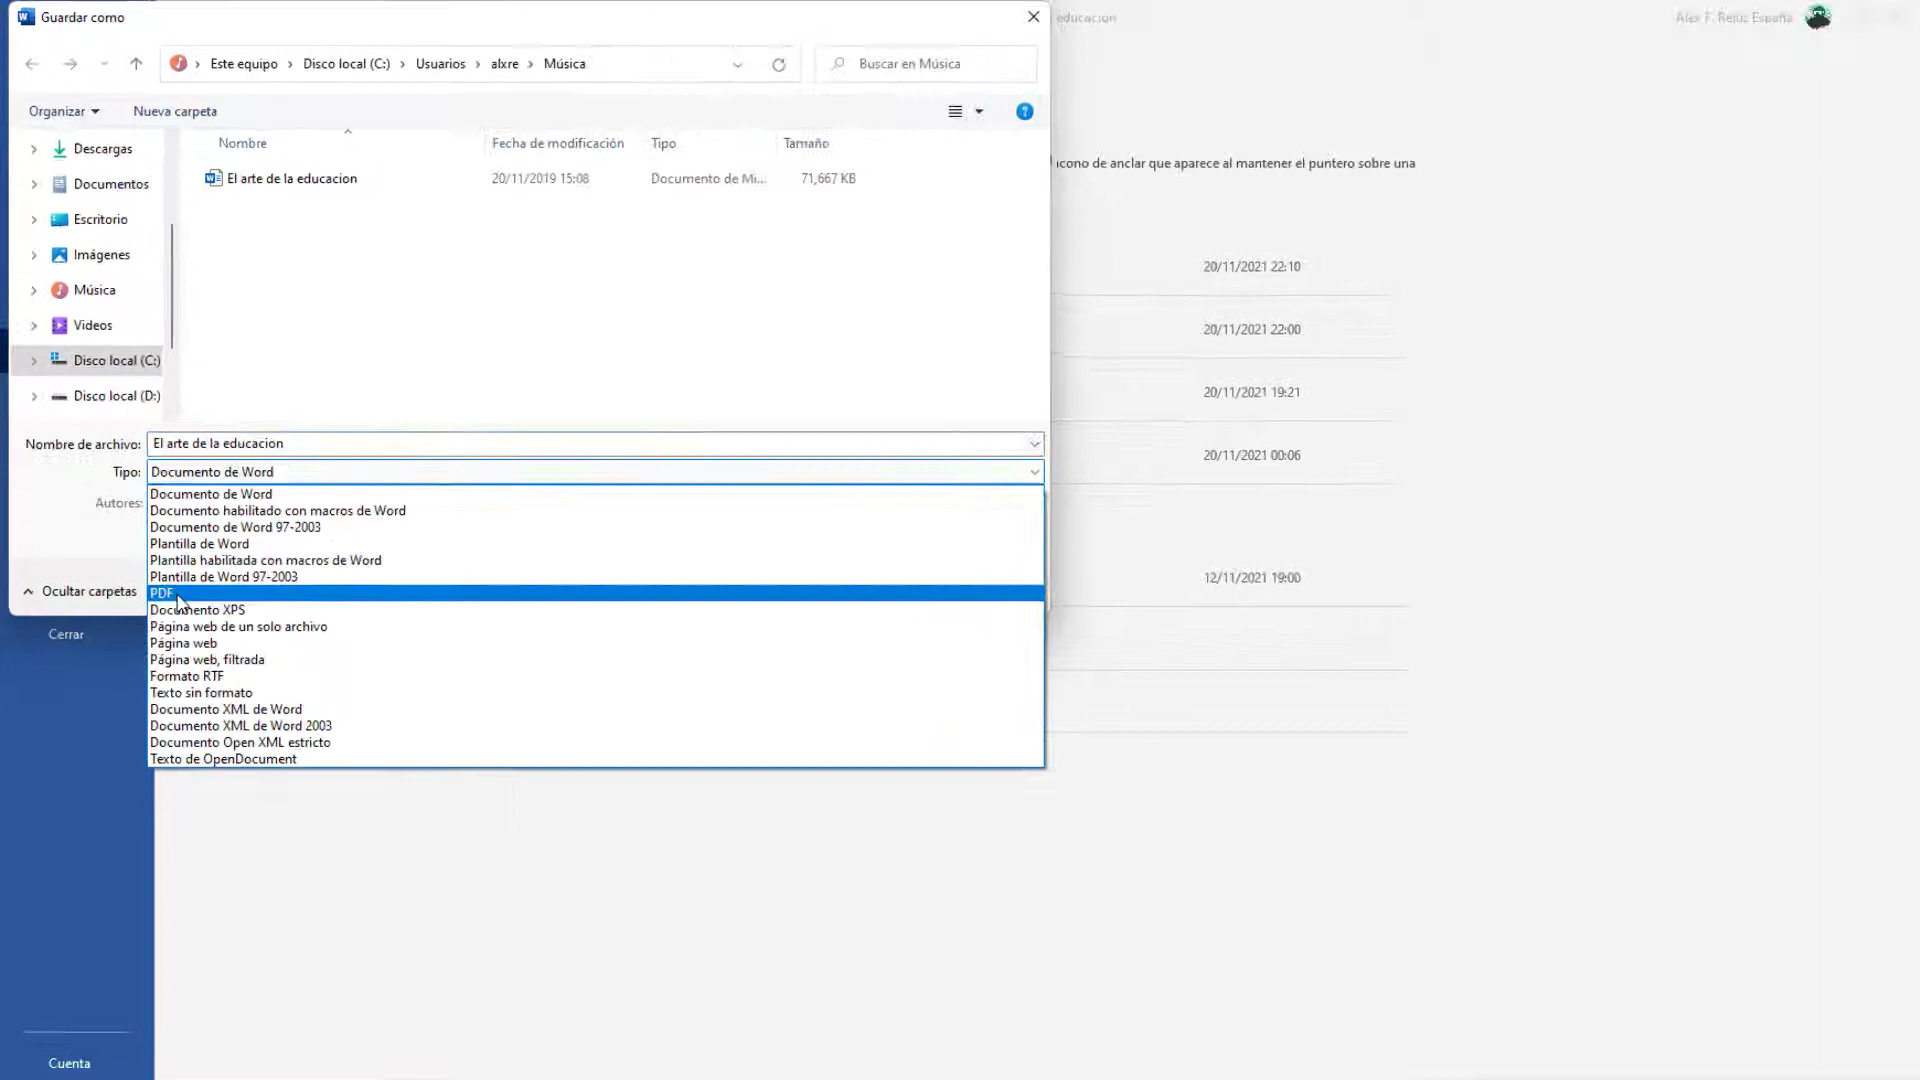 Guardar como
educacion
Alex F. Reluz España
Este equipo > Disco local (C:) > Usuarios > alxre > Música
Buscar en Música
Organizar
Nueva carpeta
Nombre
Fecha de modificación
Tipo
Tamaño
El arte de la educacion
20/11/2019 15:08
Documento de Mi...
71,667 KB
Descargas
Documentos
Escritorio
Imágenes
Música
Videos
Disco local (C:)
Disco local (D:)
icono de anclar que aparece al mantener el puntero sobre una
20/11/2021 22:10
20/11/2021 22:00
20/11/2021 19:21
20/11/2021 00:06
12/11/2021 19:00
Nombre de archivo: El arte de la educacion
Tipo: Documento de Word
Autores:
Documento de Word
Documento habilitado con macros de Word
Documento de Word 97-2003
Plantilla de Word
Plantilla habilitada con macros de Word
Plantilla de Word 97-2003
PDF
Documento XPS
Página web de un solo archivo
Página web
Página web, filtrada
Formato RTF
Texto sin formato
Documento XML de Word
Documento XML de Word 2003
Documento Open XML estricto
Texto de OpenDocument
Ocultar carpetas
Cerrar
Cuenta